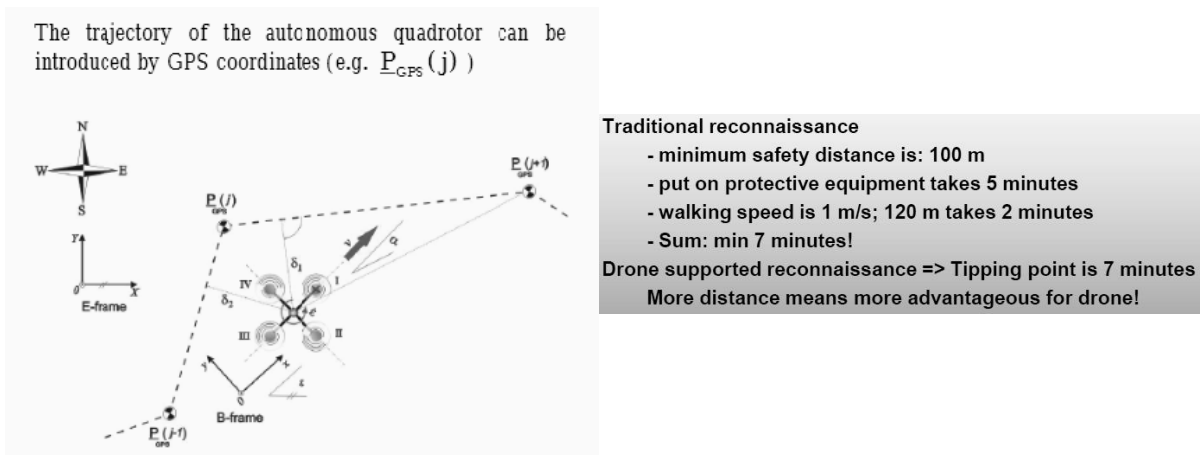 The trajectory of the autonomous quadrotor can be
introduced by GPS coordinates (e.g. P_GPS (j) )
N
W
E
S
Y
0
X
E-frame
P (j)
GPS
P (j+1)
GPS
v
α
δ₁
δ₂
IV
I
III
II
y
x
0
ε
B-frame
P (j-1)
GPS
Traditional reconnaissance
- minimum safety distance is: 100 m
- put on protective equipment takes 5 minutes
- walking speed is 1 m/s; 120 m takes 2 minutes
- Sum: min 7 minutes!
Drone supported reconnaissance => Tipping point is 7 minutes
More distance means more advantageous for drone!